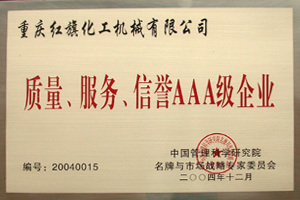 重庆红旗化工机械有限公司
质量、服务、信誉AAA级企业
中国管理科学研究院
编号：20040015
名牌与市场战略专家委员会
二〇〇四年十二月